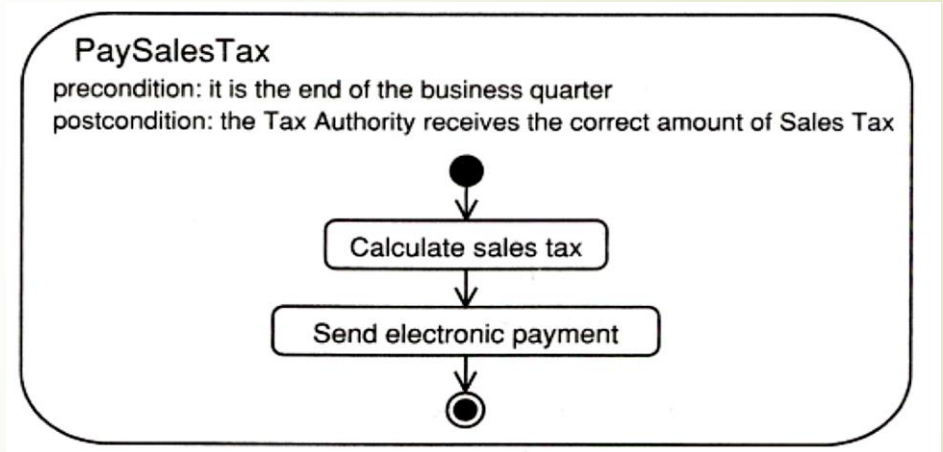 PaySalesTax
precondition: it is the end of the business quarter
postcondition: the Tax Authority receives the correct amount of Sales Tax
Calculate sales tax
Send electronic payment